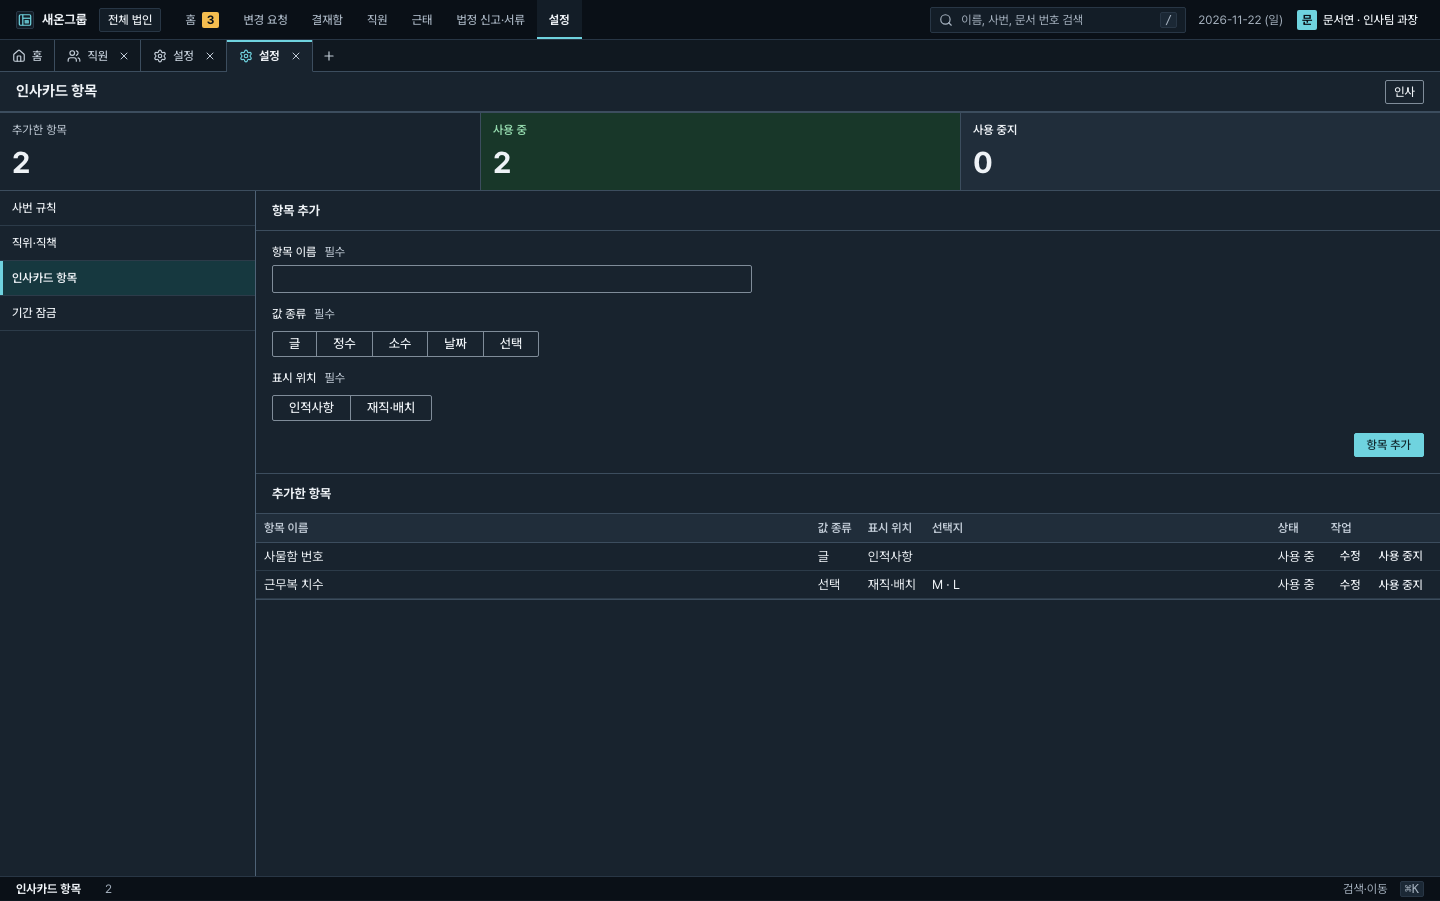 새온그룹 전체 법인 홈 3 변경 요청 결재함 직원 근태 법정 신고·서류 설정 이름, 사번, 문서 번호 검색 / 2026-11-22 (일) 문 문서연 · 인사팀 과장
홈 직원 설정 설정
인사카드 항목 인사
추가한 항목 사용 중 사용 중지
2 2 0
사번 규칙
직위·직책
인사카드 항목
기간 잠금
항목 추가
항목 이름 필수
값 종류 필수
글 정수 소수 날짜 선택
표시 위치 필수
인적사항 재직·배치
항목 추가
추가한 항목
항목 이름 값 종류 표시 위치 선택지 상태 작업
사물함 번호 글 인적사항 사용 중 수정 사용 중지
근무복 치수 선택 재직·배치 M · L 사용 중 수정 사용 중지
인사카드 항목 2 검색·이동 ⌘K